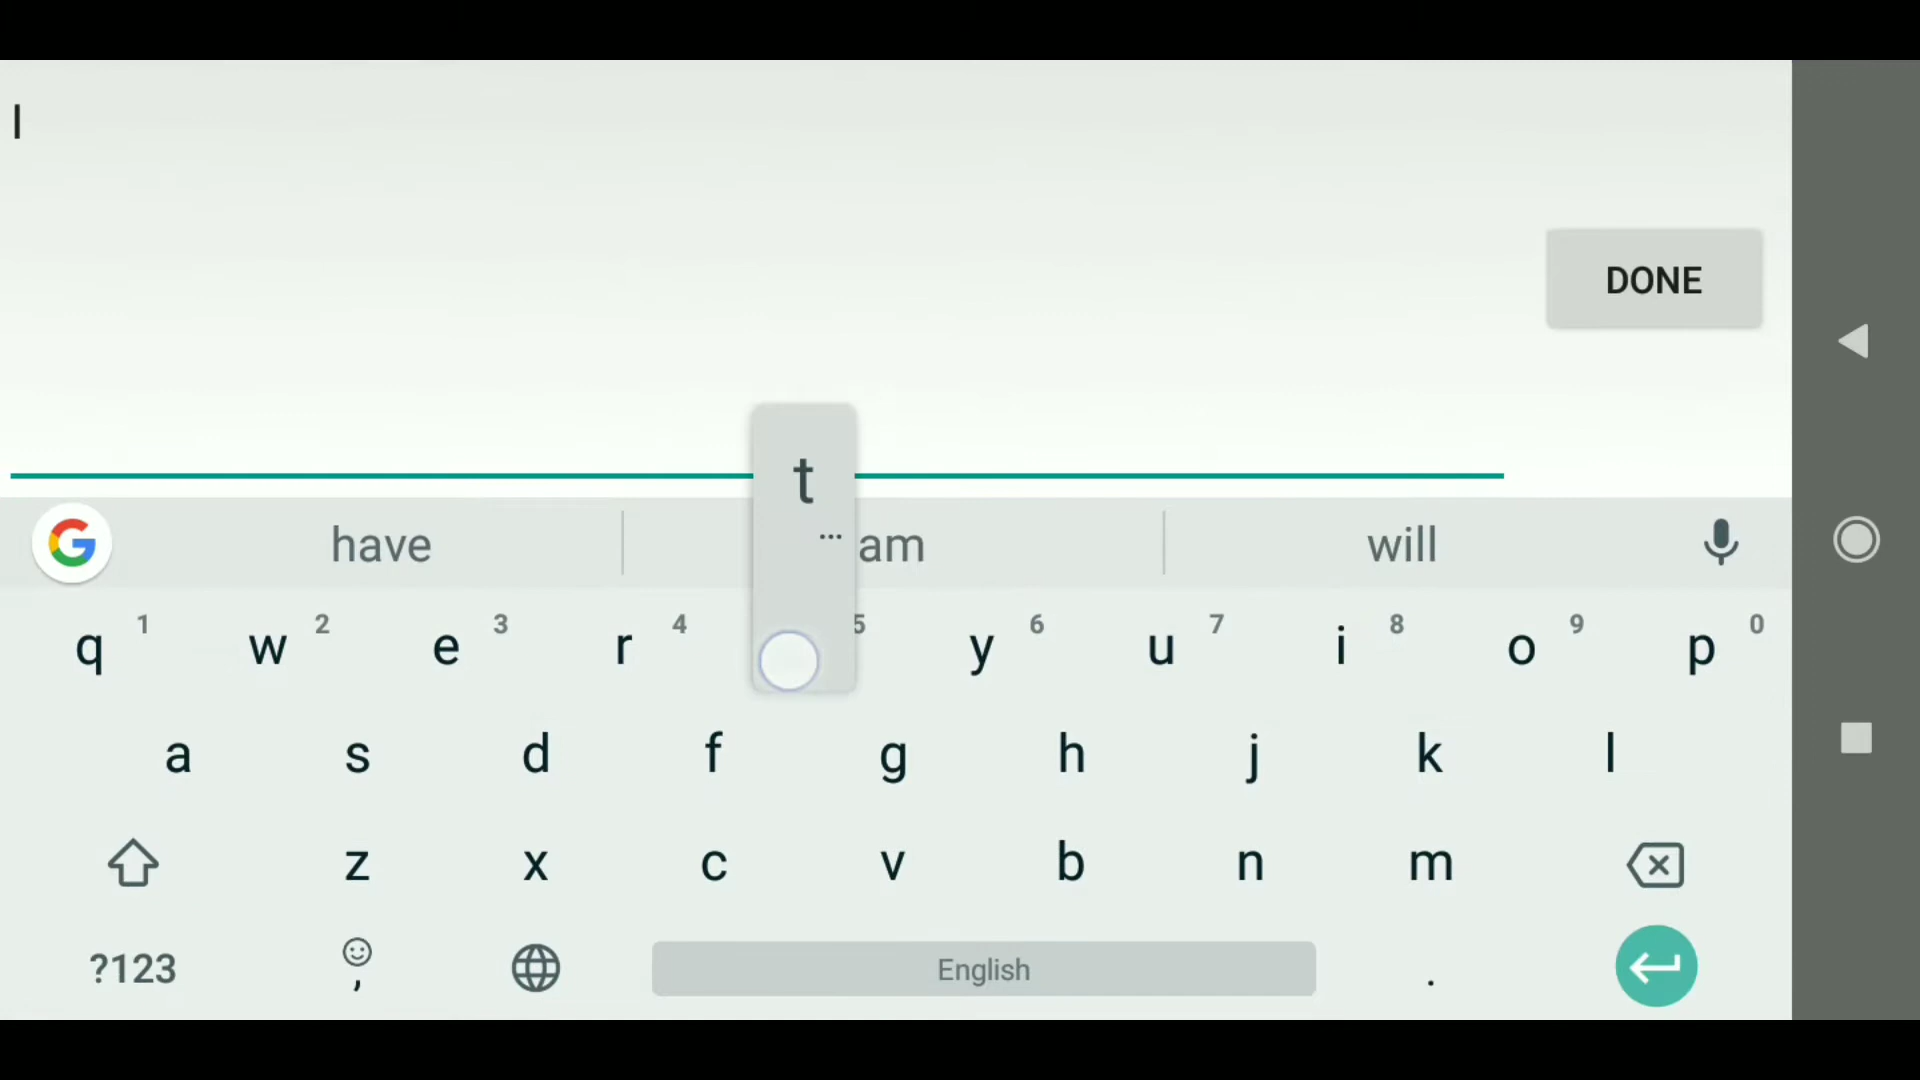 I
DONE
t
...
have am will
q 1 w 2 e 3 r 4 5 y 6 u 7 i 8 o 9 p 0
a s d f g h j k l
z x c v b n m
?123 , English .